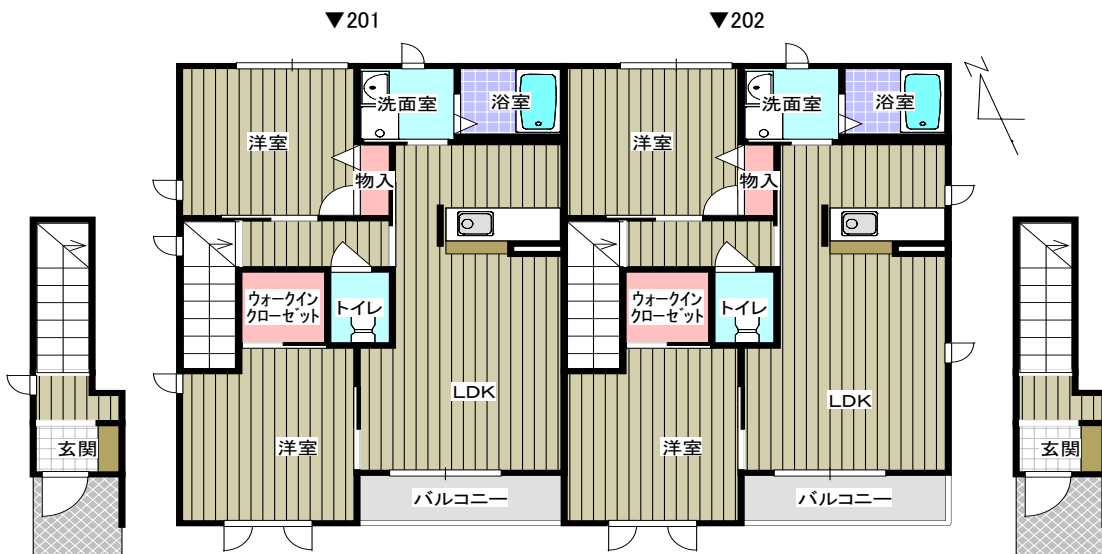 ▼201
▼202
N
洗面室
浴室
洗面室
浴室
洋室
洋室
物入
物入
ウォークイン
クローゼット
トイレ
ウォークイン
クローゼット
トイレ
LDK
LDK
玄関
洋室
洋室
玄関
バルコニー
バルコニー